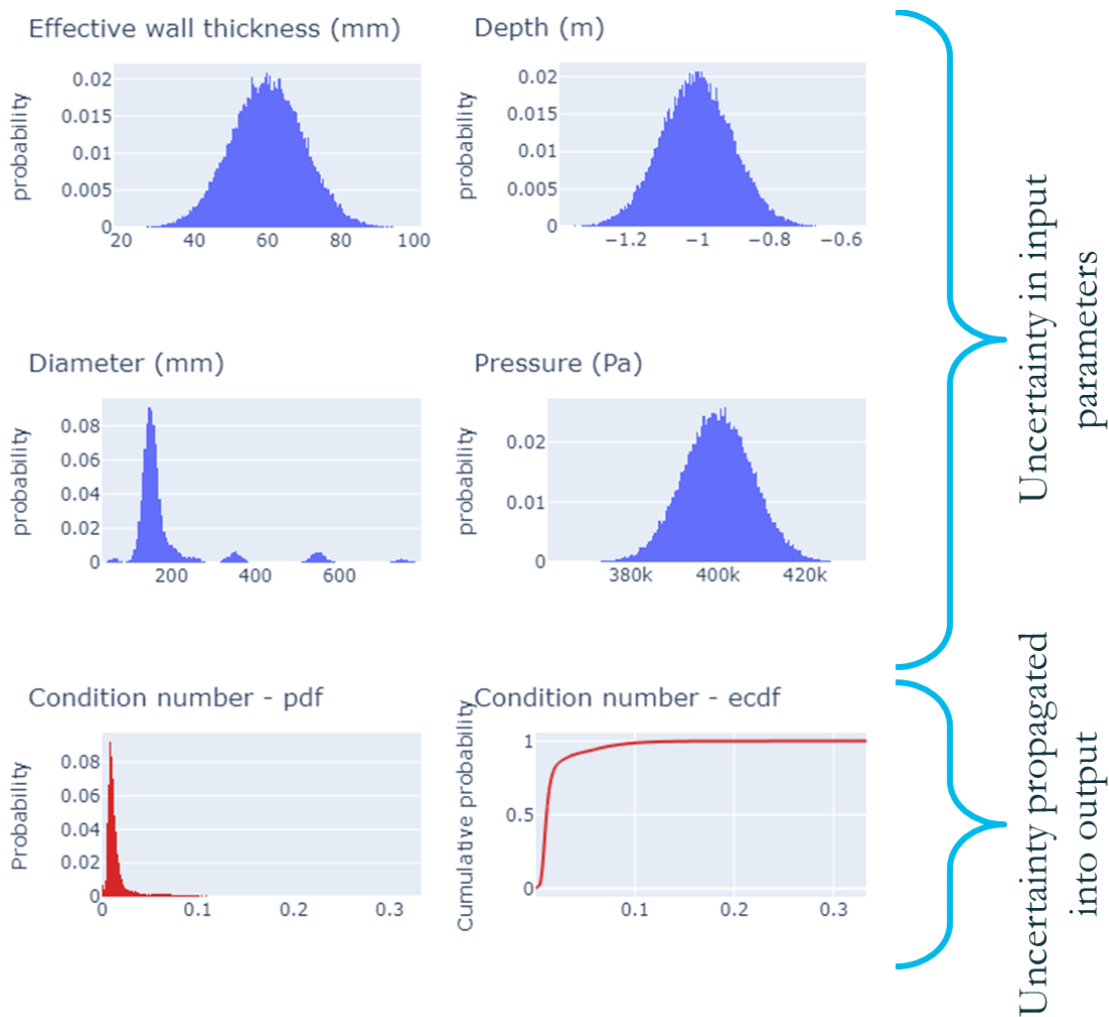 Effective wall thickness (mm)
probability
0.02
0.015
0.01
0.005
0
20 40 60 80 100
Depth (m)
probability
0.02
0.015
0.01
0.005
0
−1.2 −1 −0.8 −0.6
Diameter (mm)
probability
0.08
0.06
0.04
0.02
0
200 400 600
Pressure (Pa)
probability
0.02
0.01
0
380k 400k 420k
Uncertainty in input
parameters
Condition number - pdf
Probability
0.08
0.06
0.04
0.02
0
0 0.1 0.2 0.3
Condition number - ecdf
Cumulative probability
1
0.5
0
0.1 0.2 0.3
Uncertainty propagated
into output